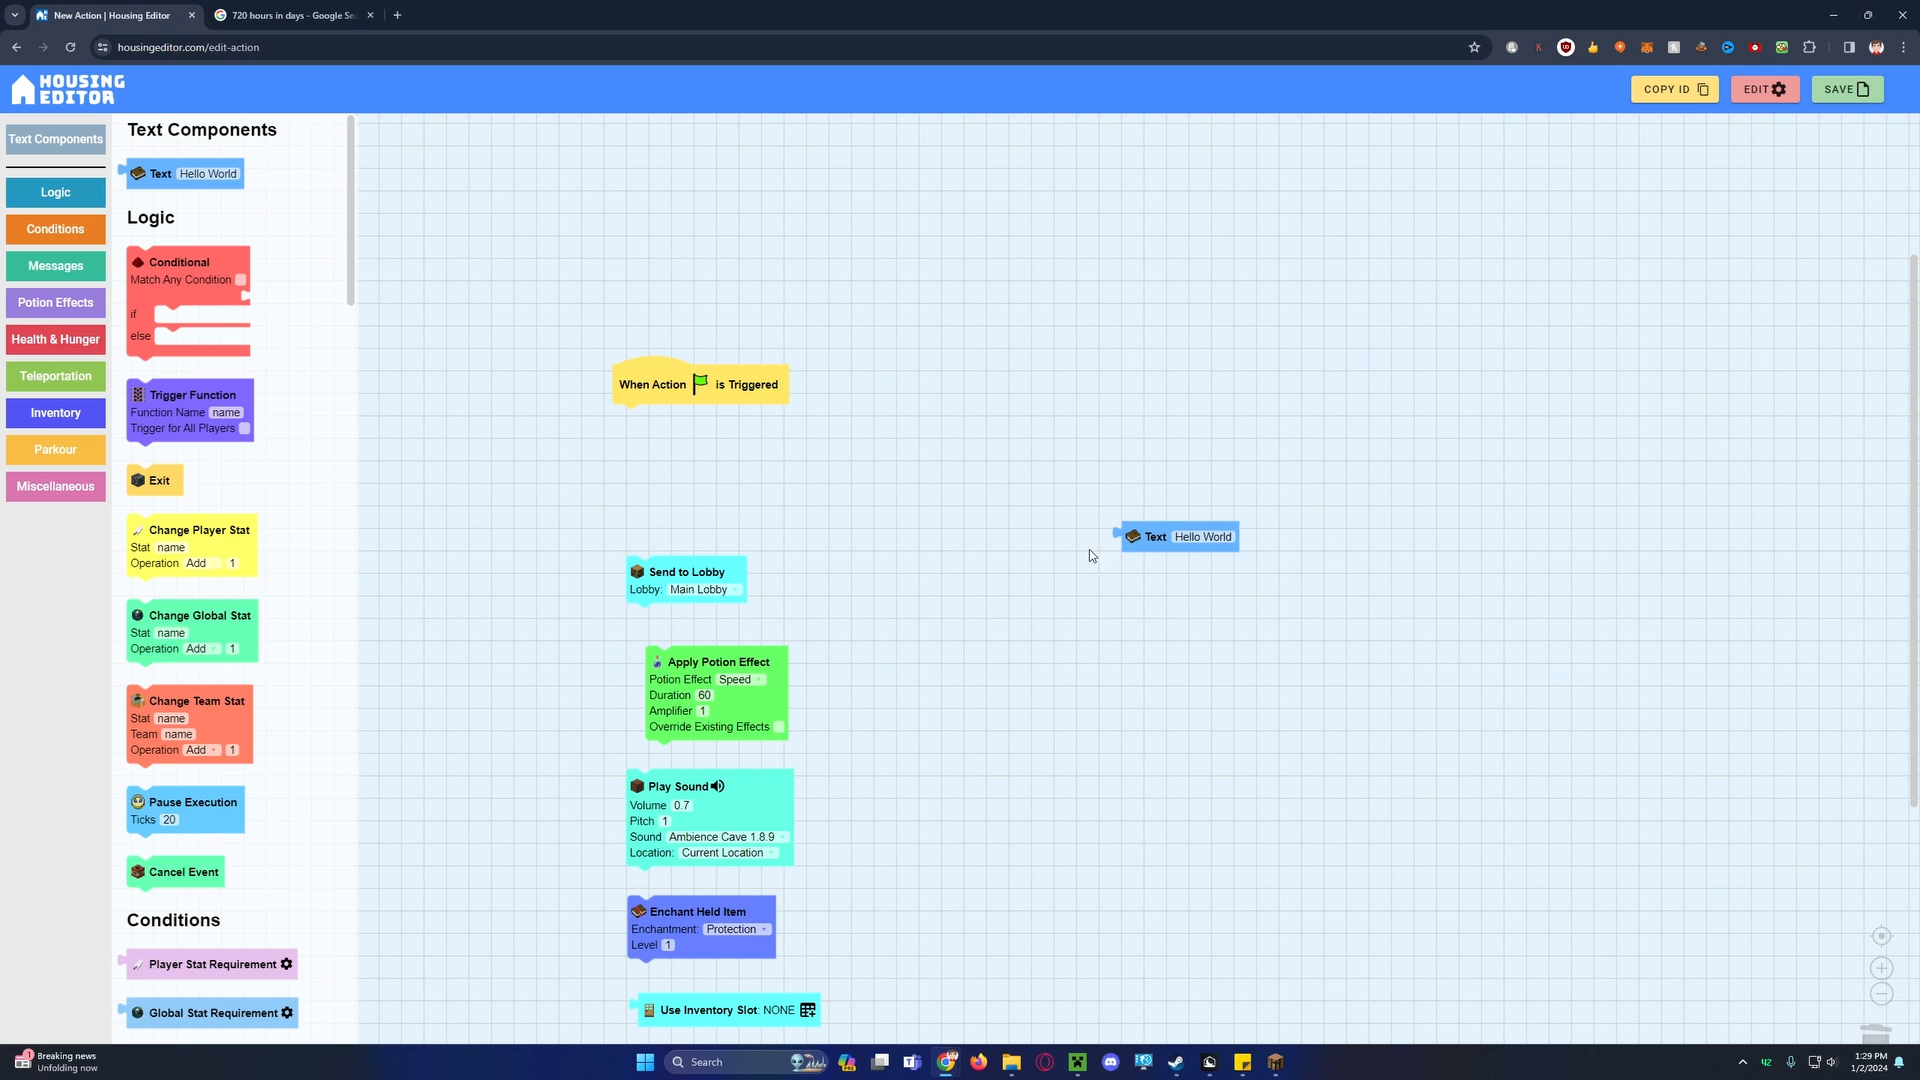 New Action | Housing Editor
720 hours in days - Google Se
housingeditor.com/edit-action
HOUSING
EDITOR
COPY ID
EDIT
SAVE
Text Components
Logic
Conditions
Messages
Potion Effects
Health & Hunger
Teleportation
Inventory
Parkour
Miscellaneous
Text Components
Text Hello World
Logic
Conditional
Match Any Condition
if
else
Trigger Function
Function Name name
Trigger for All Players
Exit
Change Player Stat
Stat name
Operation Add 1
Change Global Stat
Stat name
Operation Add 1
Change Team Stat
Stat name
Team name
Operation Add 1
Pause Execution
Ticks 20
Cancel Event
Conditions
Player Stat Requirement
Global Stat Requirement
When Action is Triggered
Text Hello World
Send to Lobby
Lobby: Main Lobby
Apply Potion Effect
Potion Effect Speed
Duration 60
Amplifier 1
Override Existing Effects
Play Sound
Volume 0.7
Pitch 1
Sound Ambience Cave 1.8.9
Location: Current Location
Enchant Held Item
Enchantment: Protection
Level 1
Use Inventory Slot: NONE
Breaking news
Unfolding now
Search
1:29 PM
1/2/2024